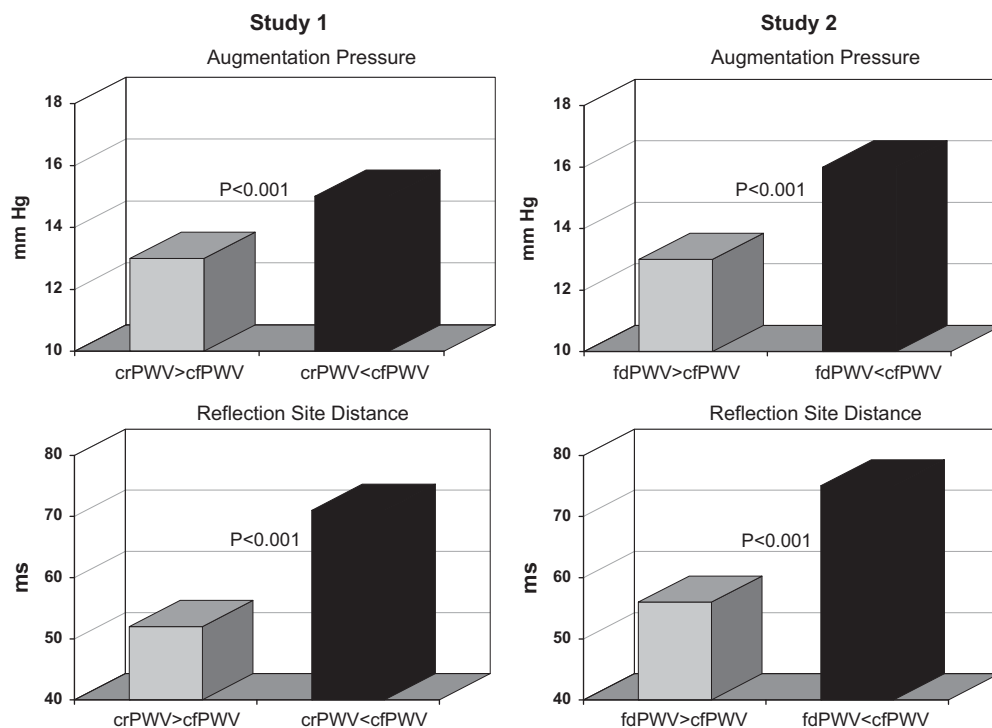 Study 1
Augmentation Pressure
18
16
14
12
10
mm Hg
P<0.001
crPWV>cfPWV crPWV<cfPWV
Study 2
Augmentation Pressure
18
16
14
12
10
mm Hg
P<0.001
fdPWV>cfPWV fdPWV<cfPWV
Reflection Site Distance
80
70
60
50
40
ms
P<0.001
crPWV>cfPWV crPWV<cfPWV
Reflection Site Distance
80
70
60
50
40
ms
P<0.001
fdPWV>cfPWV fdPWV<cfPWV